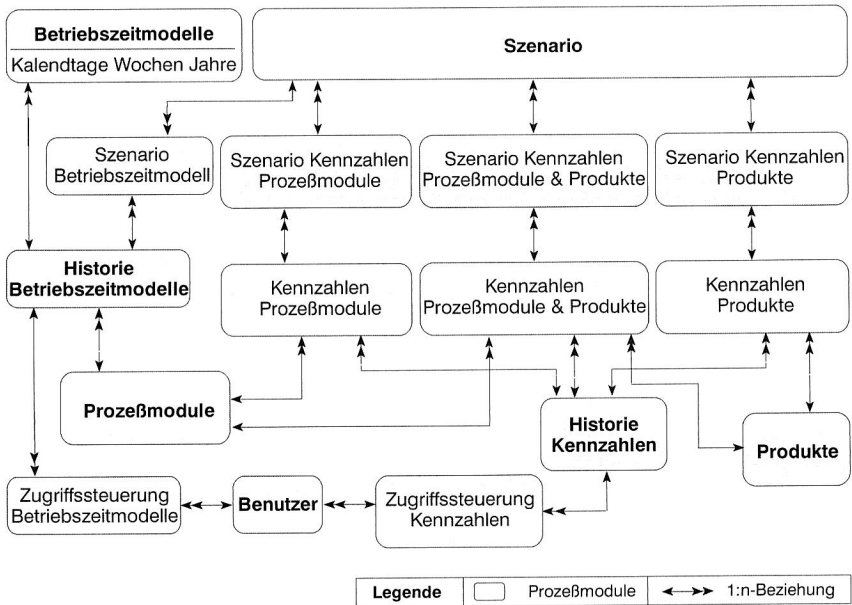 Betriebszeitmodelle
Kalendtage Wochen Jahre
Szenario
Szenario
Betriebszeitmodell
Szenario Kennzahlen
Prozeßmodule
Szenario Kennzahlen
Prozeßmodule & Produkte
Szenario Kennzahlen
Produkte
Historie
Betriebszeitmodelle
Kennzahlen
Prozeßmodule
Kennzahlen
Prozeßmodule & Produkte
Kennzahlen
Produkte
Prozeßmodule
Historie
Kennzahlen
Produkte
Zugriffssteuerung
Betriebszeitmodelle
Benutzer
Zugriffssteuerung
Kennzahlen
Legende Prozeßmodule 1:n-Beziehung